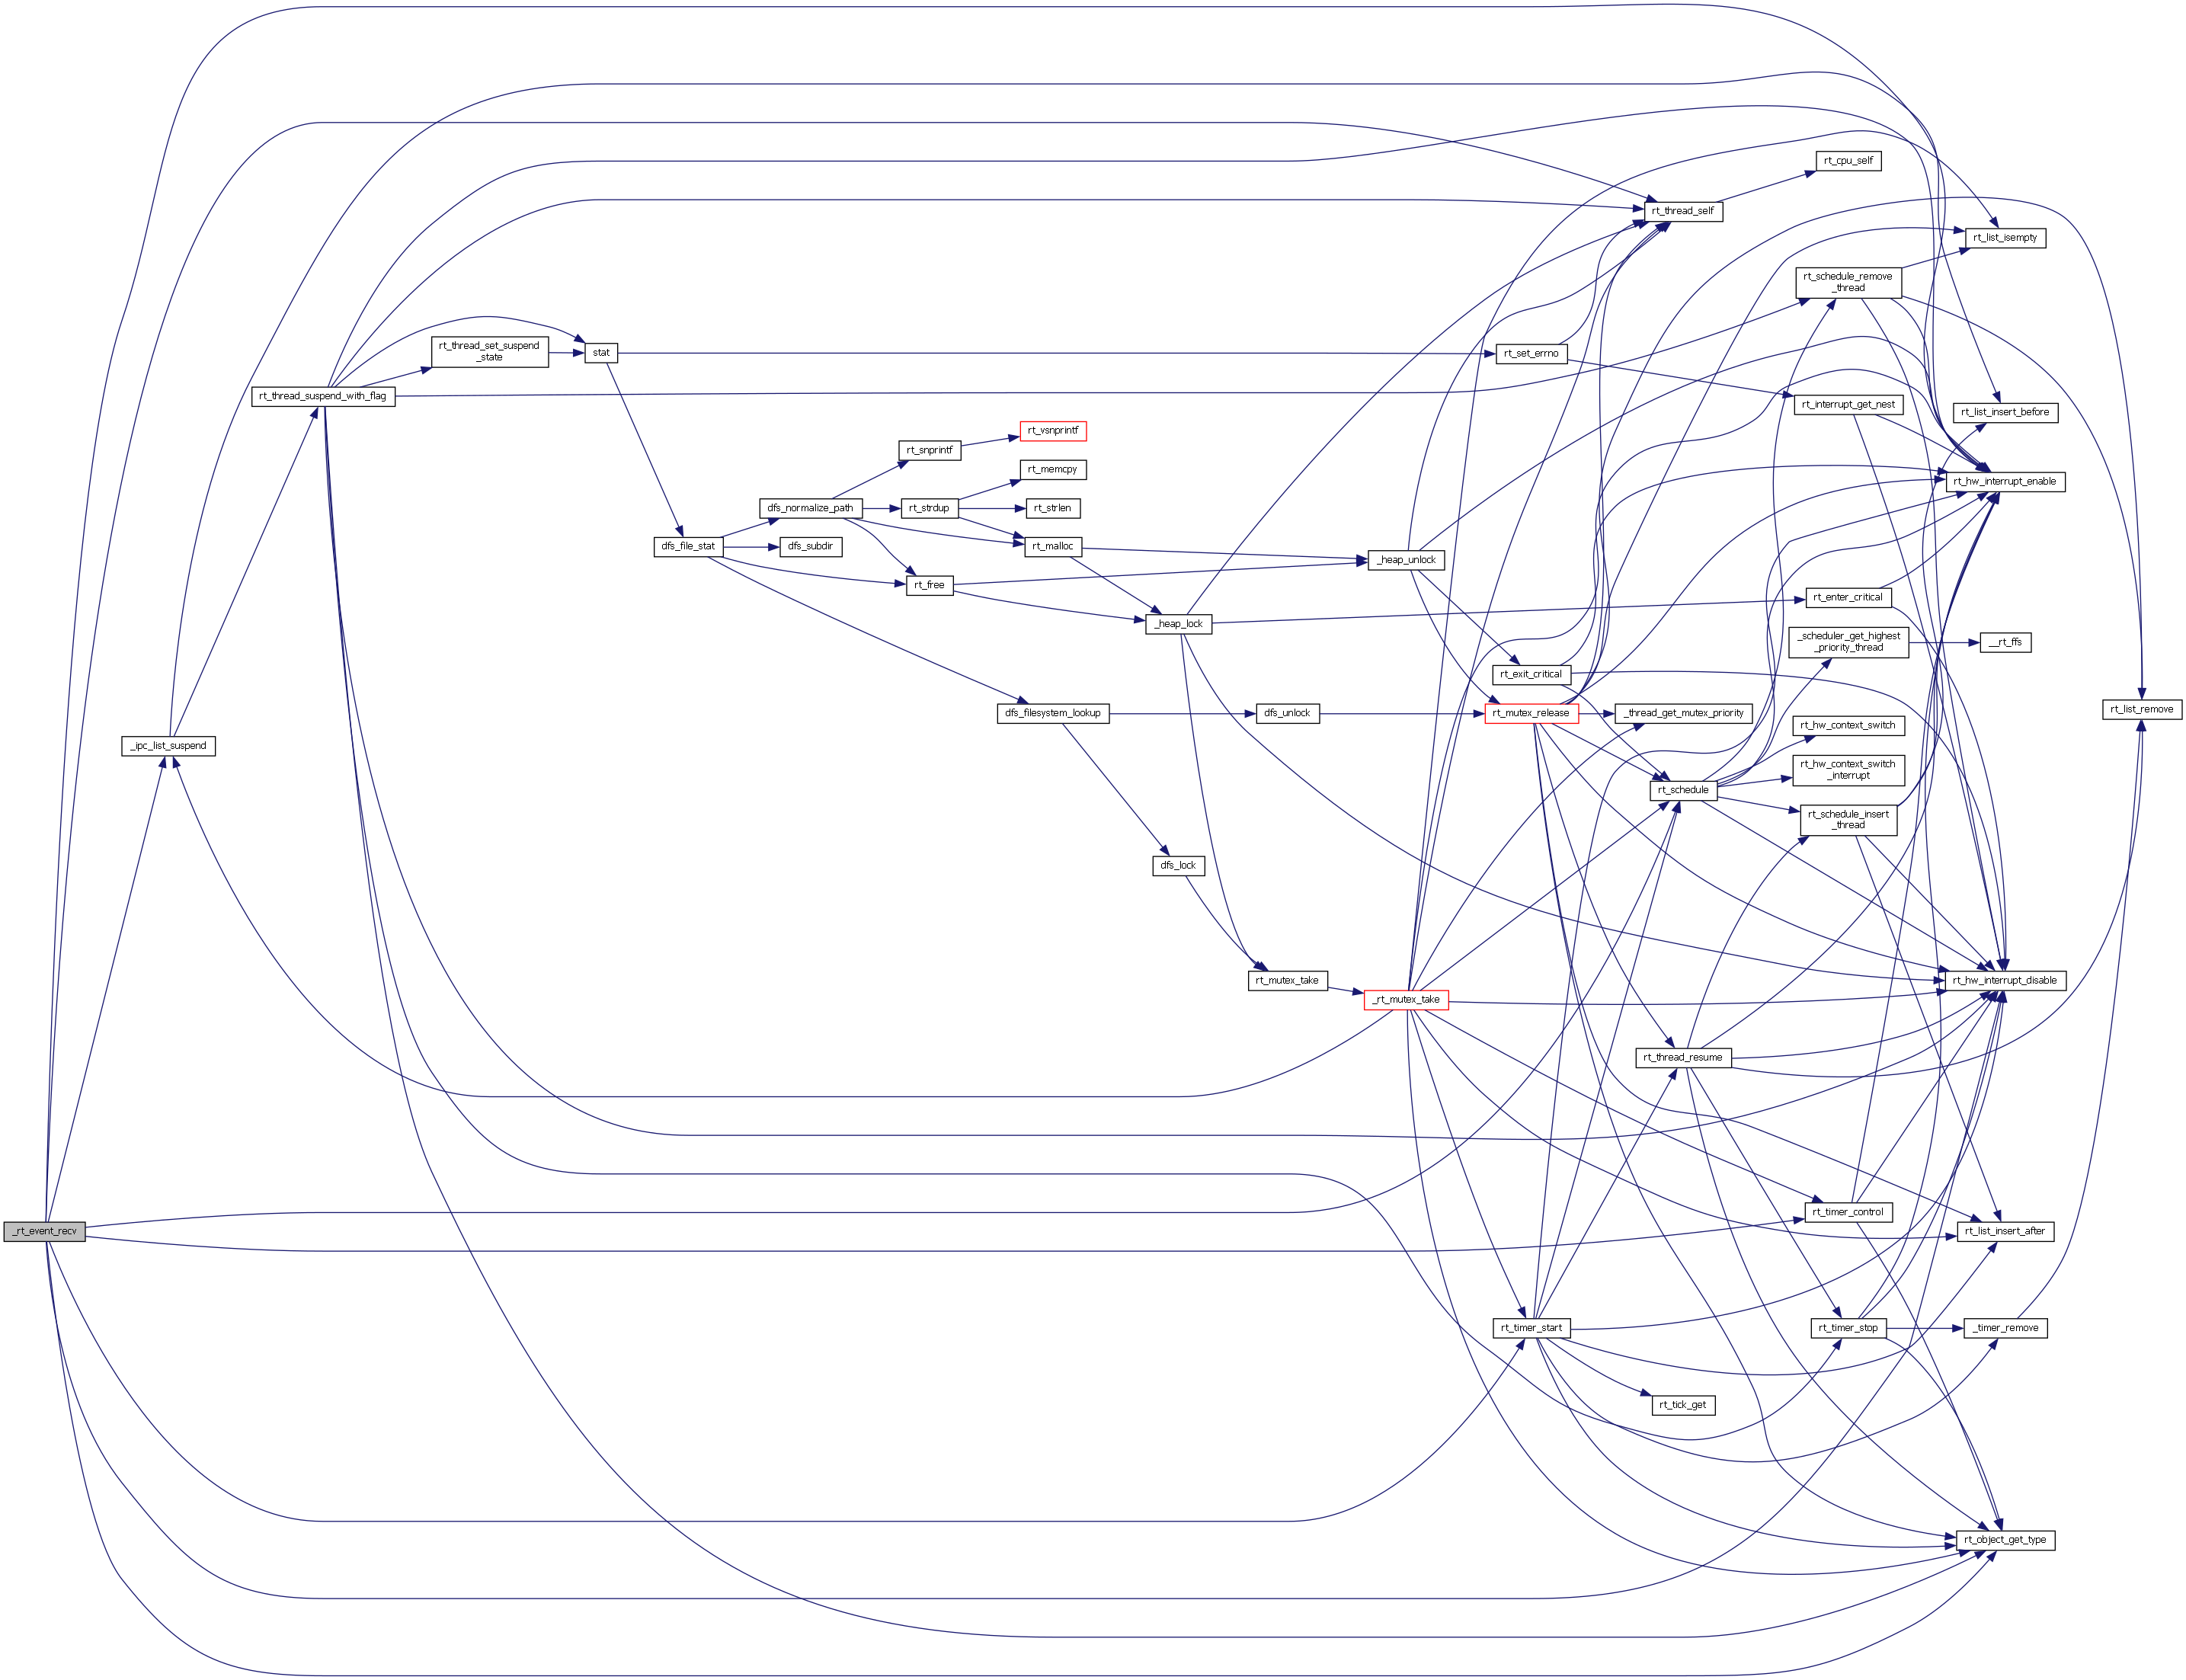 _rt_event_recv
_ipc_list_suspend
rt_thread_suspend_with_flag
rt_thread_set_suspend
_state
stat
dfs_file_stat
dfs_normalize_path
dfs_subdir
rt_snprintf
rt_strdup
rt_free
rt_vsnprintf
rt_memcpy
rt_strlen
rt_malloc
dfs_filesystem_lookup
_heap_lock
dfs_unlock
dfs_lock
rt_mutex_take
_heap_unlock
_rt_mutex_take
rt_set_errno
rt_exit_critical
rt_mutex_release
rt_timer_start
rt_thread_self
_thread_get_mutex_priority
rt_schedule
rt_thread_resume
rt_tick_get
rt_cpu_self
rt_schedule_remove
_thread
rt_interrupt_get_nest
rt_enter_critical
_scheduler_get_highest
_priority_thread
rt_hw_context_switch
rt_hw_context_switch
_interrupt
rt_schedule_insert
_thread
rt_timer_control
rt_timer_stop
rt_list_isempty
rt_list_insert_before
rt_hw_interrupt_enable
__rt_ffs
rt_hw_interrupt_disable
rt_list_insert_after
_timer_remove
rt_object_get_type
rt_list_remove